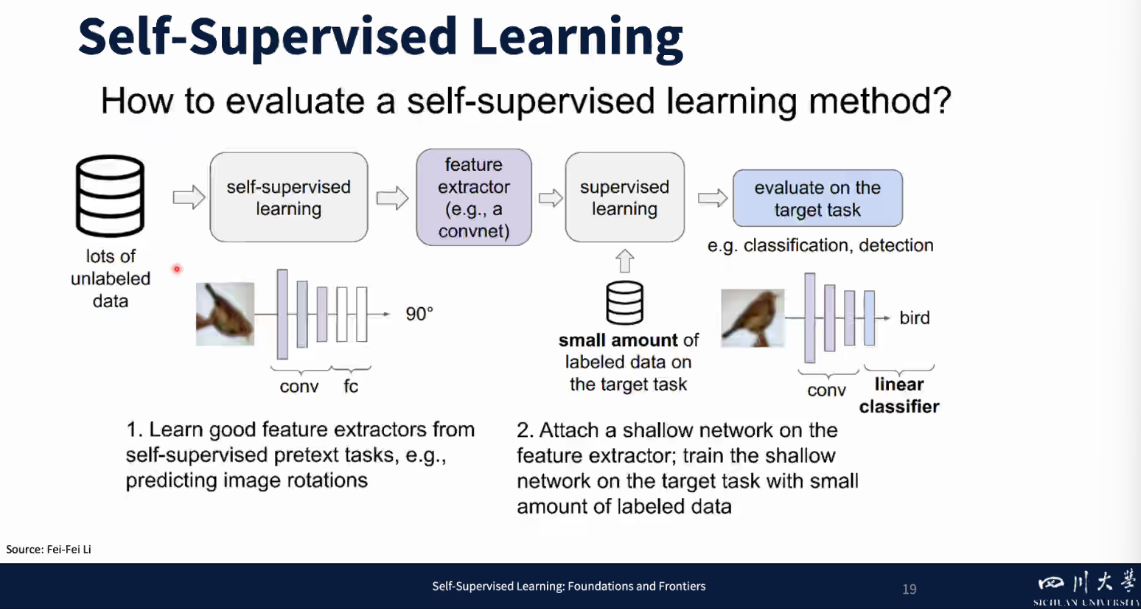 Self-Supervised Learning
How to evaluate a self-supervised learning method?
lots of
unlabeled
data
self-supervised
learning
feature
extractor
(e.g., a
convnet)
supervised
learning
evaluate on the
target task
e.g. classification, detection
90°
conv
fc
small amount of
labeled data on
the target task
bird
conv
linear
classifier
1. Learn good feature extractors from
self-supervised pretext tasks, e.g.,
predicting image rotations
2. Attach a shallow network on the
feature extractor; train the shallow
network on the target task with small
amount of labeled data
Source: Fei-Fei Li
Self-Supervised Learning: Foundations and Frontiers
19
四川大學
SICHUAN UNIVERSITY